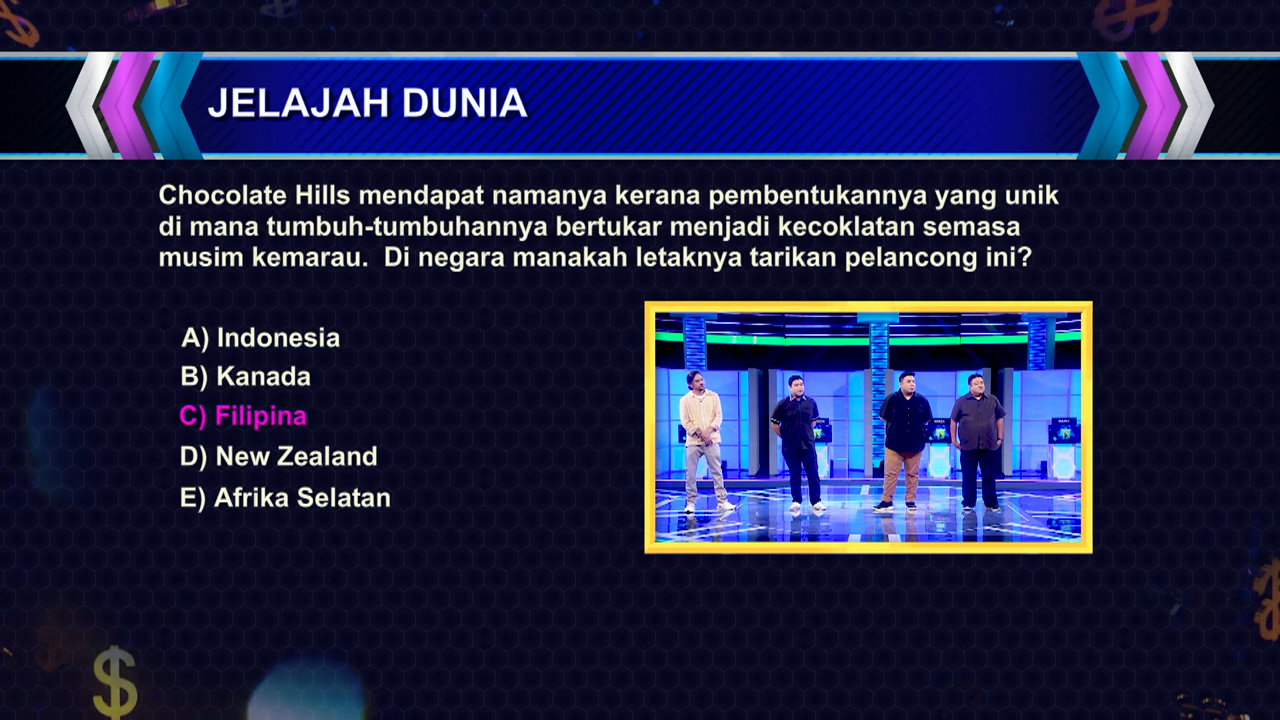 JELAJAH DUNIA
Chocolate Hills mendapat namanya kerana pembentukannya yang unik
di mana tumbuh-tumbuhannya bertukar menjadi kecoklatan semasa
musim kemarau.  Di negara manakah letaknya tarikan pelancong ini?
A) Indonesia
B) Kanada
C) Filipina
D) New Zealand
E) Afrika Selatan